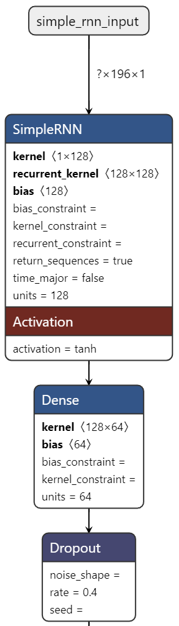 simple_rnn_input
?×196×1
SimpleRNN
kernel ⟨1×128⟩
recurrent_kernel ⟨128×128⟩
bias ⟨128⟩
bias_constraint =
kernel_constraint =
recurrent_constraint =
return_sequences = true
time_major = false
units = 128
Activation
activation = tanh
Dense
kernel ⟨128×64⟩
bias ⟨64⟩
bias_constraint =
kernel_constraint =
units = 64
Dropout
noise_shape =
rate = 0.4
seed =